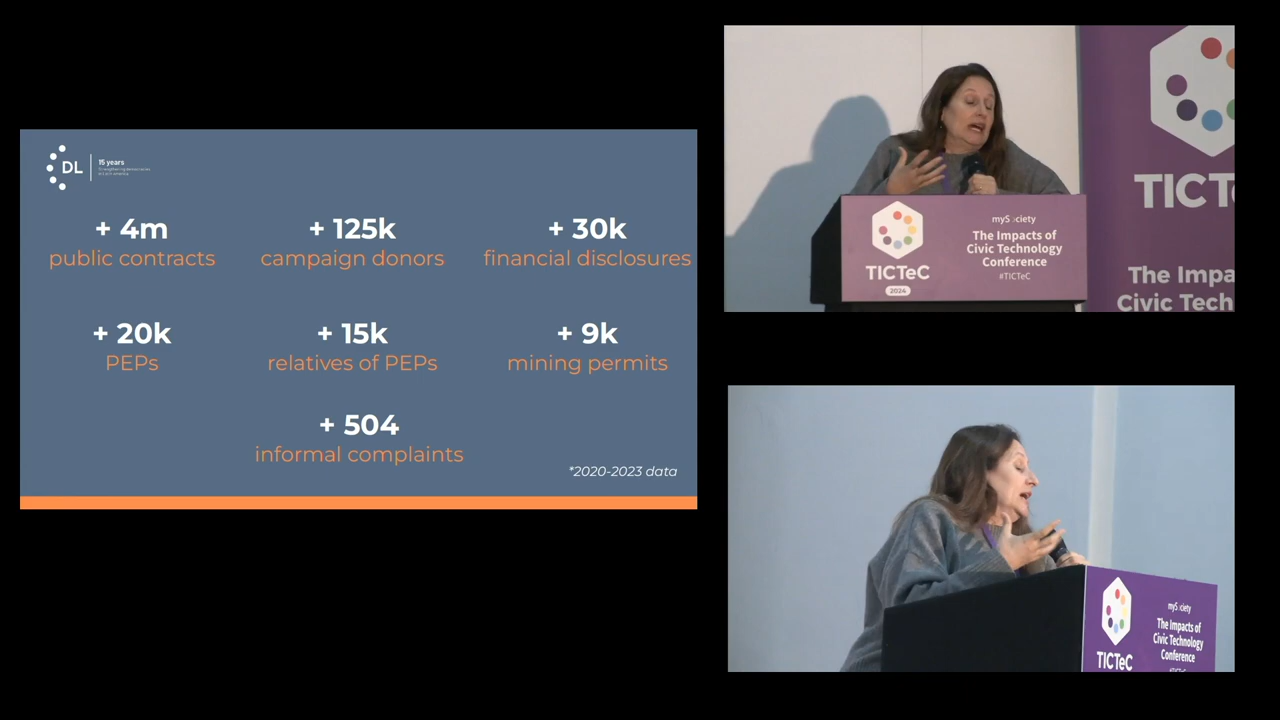 DL
15 years
+ 4m
public contracts
+ 125k
campaign donors
+ 30k
financial disclosures
+ 20k
PEPs
+ 15k
relatives of PEPs
+ 9k
mining permits
+ 504
informal complaints
*2020-2023 data
TICTeC
2024
mySociety
The Impacts of
Civic Technology
Conference
#TICTeC
TICT
The Impa
Civic Tech
TICTeC
mySociety
The Impacts of
Civic Technology
Conference